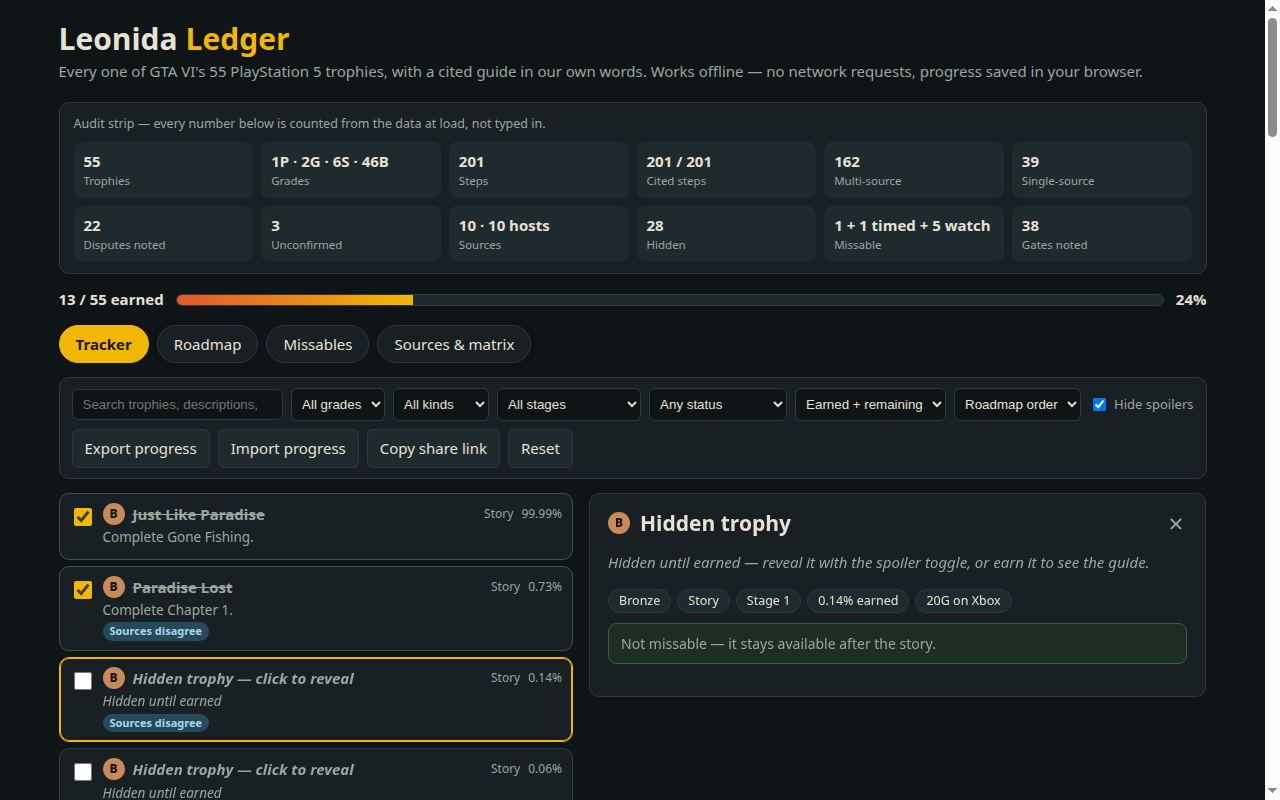 Leonida Ledger
Every one of GTA VI's 55 PlayStation 5 trophies, with a cited guide in our own words. Works offline — no network requests, progress saved in your browser.
Audit strip — every number below is counted from the data at load, not typed in.
55
Trophies
1P · 2G · 6S · 46B
Grades
201
Steps
201 / 201
Cited steps
162
Multi-source
39
Single-source
22
Disputes noted
3
Unconfirmed
10 · 10 hosts
Sources
28
Hidden
1 + 1 timed + 5 watch
Missable
38
Gates noted
13 / 55 earned
24%
Tracker
Roadmap
Missables
Sources & matrix
Search trophies, descriptions,
All grades
All kinds
All stages
Any status
Earned + remaining
Roadmap order
Hide spoilers
Export progress
Import progress
Copy share link
Reset
B Just Like Paradise Story 99.99%
Complete Gone Fishing.
B Paradise Lost Story 0.73%
Complete Chapter 1.
Sources disagree
B Hidden trophy — click to reveal Story 0.14%
Hidden until earned
Sources disagree
B Hidden trophy — click to reveal Story 0.06%
Hidden until earned
B Hidden trophy ✕
Hidden until earned — reveal it with the spoiler toggle, or earn it to see the guide.
Bronze
Story
Stage 1
0.14% earned
20G on Xbox
Not missable — it stays available after the story.